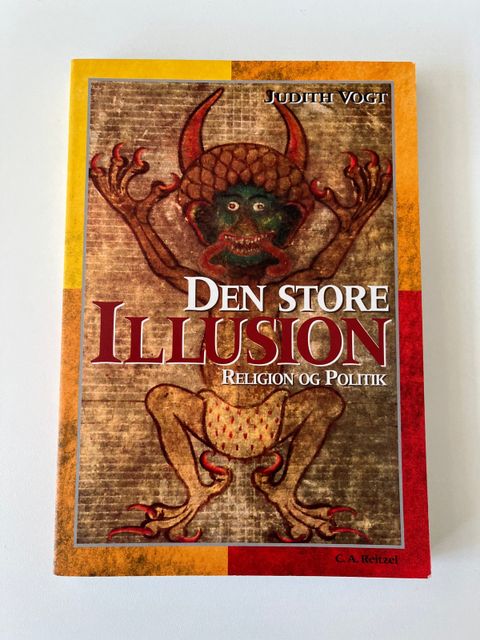 JUDITH VOGT
DEN STORE
ILLUSION
RELIGION OG POLITIK
C. A. Reitzel